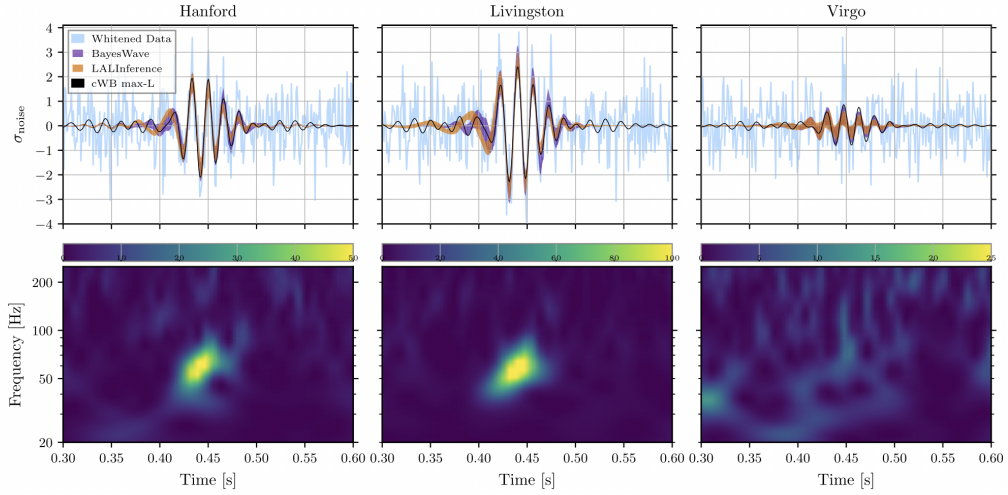 Hanford
Livingston
Virgo
4
3
2
1
0
−1
−2
−3
−4
σnoise
Whitened Data
BayesWave
LALInference
cWB max-L
0 10 20 30 40 50
0 20 40 60 80 100
0 5 10 15 20 25
200
100
50
20
Frequency [Hz]
0.30 0.35 0.40 0.45 0.50 0.55 0.60
0.30 0.35 0.40 0.45 0.50 0.55 0.60
0.30 0.35 0.40 0.45 0.50 0.55 0.60
Time [s]
Time [s]
Time [s]